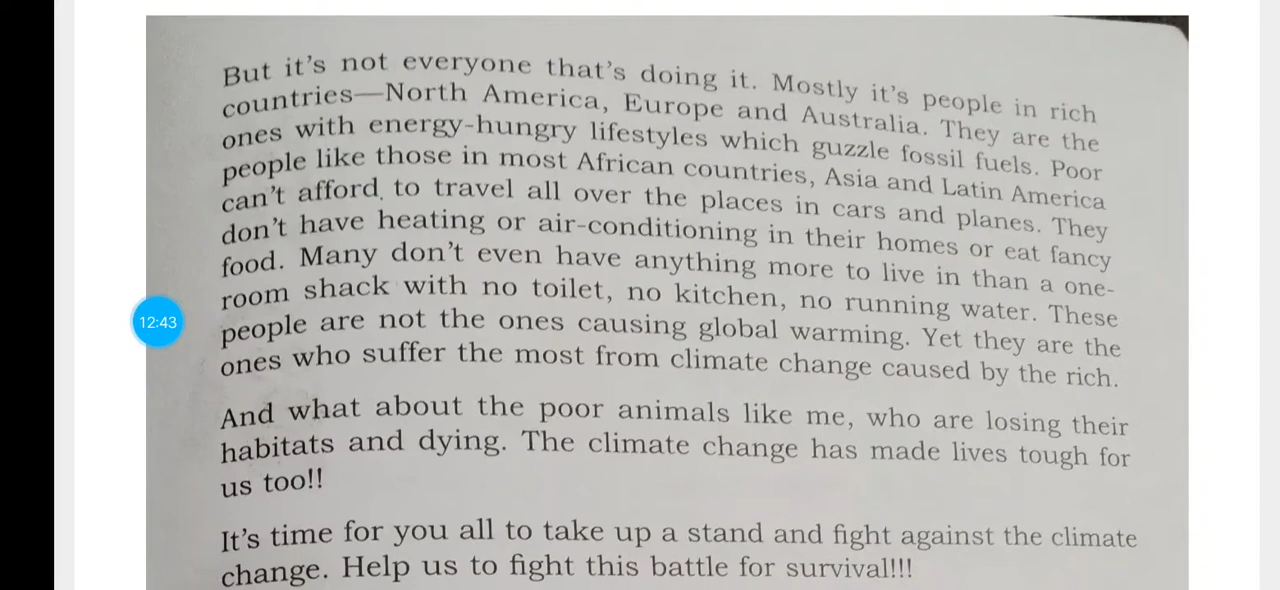 But it's not everyone that's doing it. Mostly it's people in rich
countries—North America, Europe and Australia. They are the
ones with energy-hungry lifestyles which guzzle fossil fuels. Poor
people like those in most African countries, Asia and Latin America
can't afford to travel all over the places in cars and planes. They
don't have heating or air-conditioning in their homes or eat fancy
food. Many don't even have anything more to live in than a one-
room shack with no toilet, no kitchen, no running water. These
people are not the ones causing global warming. Yet they are the
ones who suffer the most from climate change caused by the rich.
12:43
And what about the poor animals like me, who are losing their
habitats and dying. The climate change has made lives tough for
us too!!
It's time for you all to take up a stand and fight against the climate
change. Help us to fight this battle for survival!!!